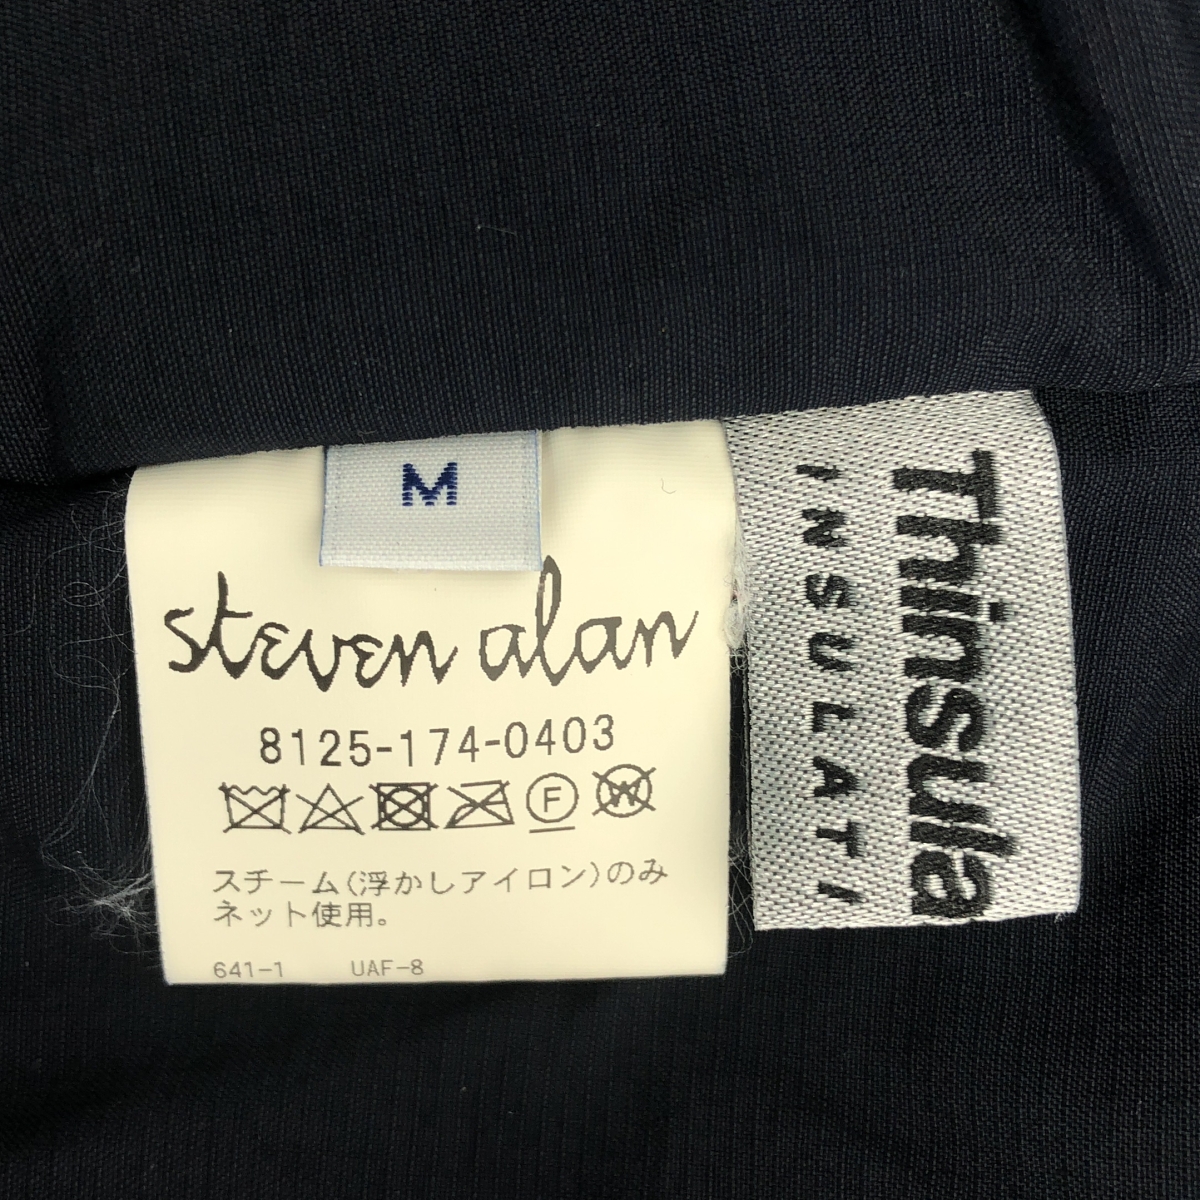 M
steven alan
8125-174-0403
F W
スチーム(浮かしアイロン)のみ
ネット使用。
641-1 UAF-8
Thinsula
INSULATI